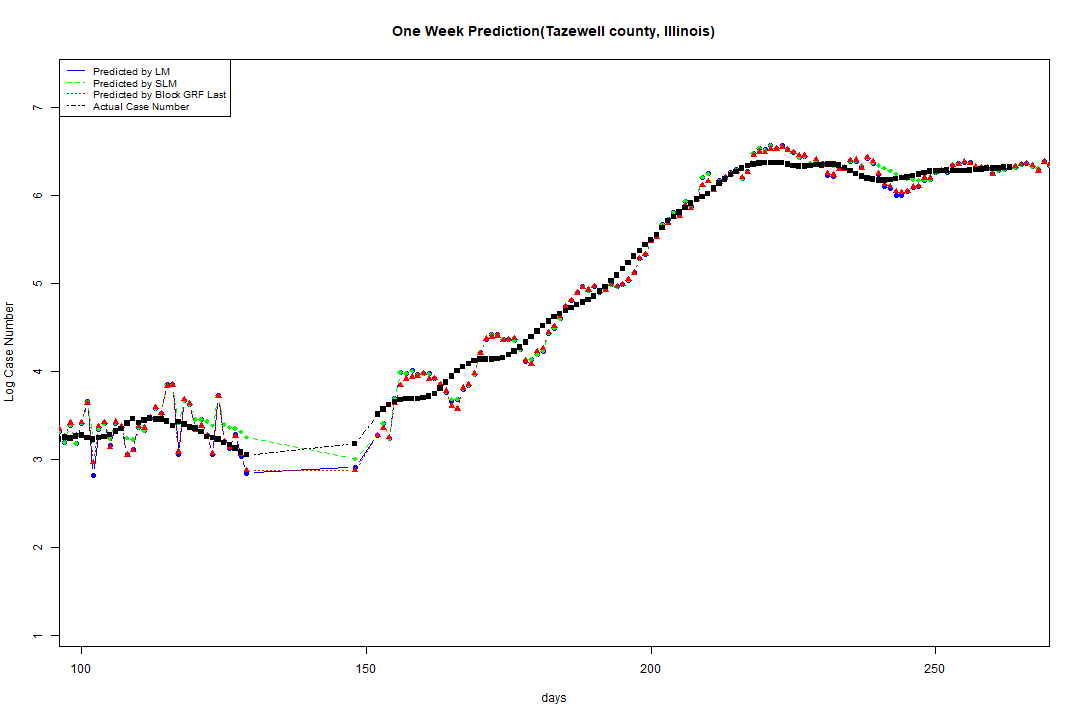 One Week Prediction(Tazewell county, Illinois)
Predicted by LM
Predicted by SLM
Predicted by Block GRF Last
Actual Case Number
7
6
5
4
3
2
1
Log Case Number
100 150 200 250
days